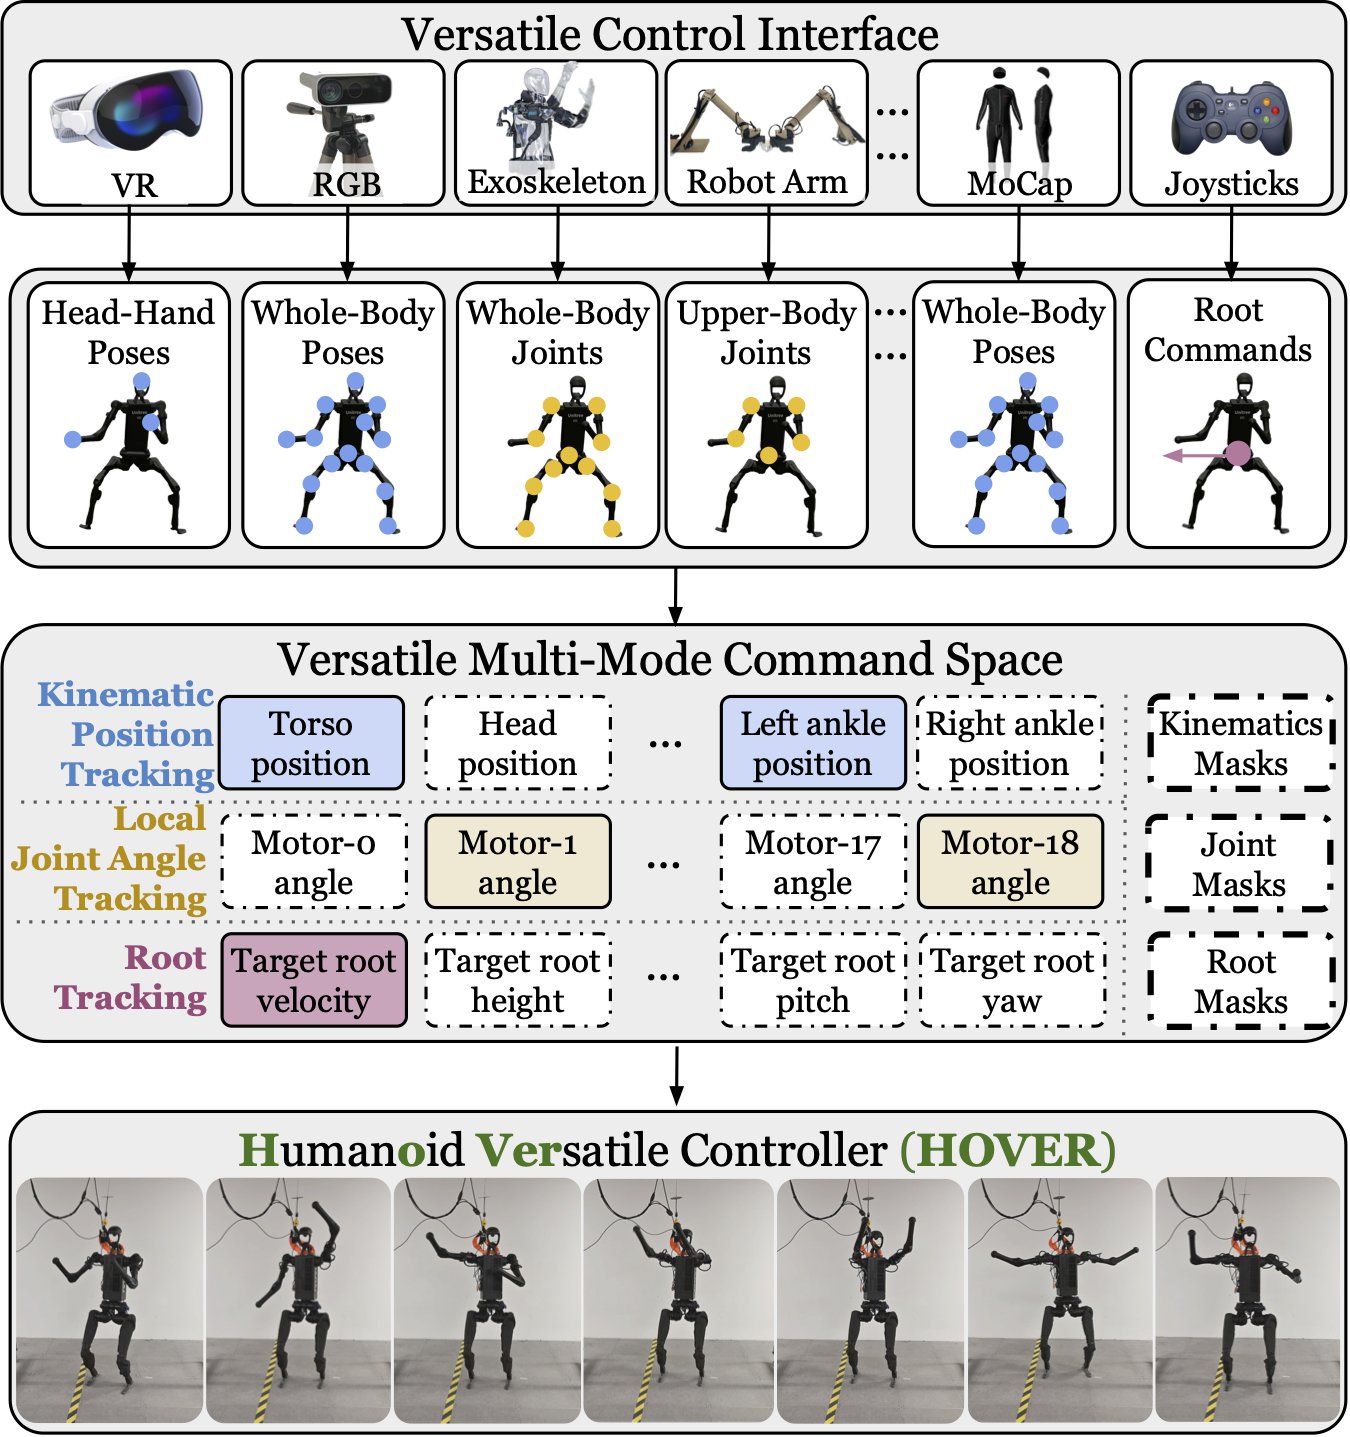 Versatile Control Interface
VR
RGB
Exoskeleton
Robot Arm
...
...
MoCap
Joysticks
Head-Hand
Poses
Whole-Body
Poses
Whole-Body
Joints
Upper-Body
Joints
...
...
Whole-Body
Poses
Root
Commands
Versatile Multi-Mode Command Space
Kinematic
Position
Tracking
Torso
position
Head
position
...
Left ankle
position
Right ankle
position
Kinematics
Masks
Local
Joint Angle
Tracking
Motor-0
angle
Motor-1
angle
...
Motor-17
angle
Motor-18
angle
Joint
Masks
Root
Tracking
Target root
velocity
Target root
height
...
Target root
pitch
Target root
yaw
Root
Masks
Humanoid Versatile Controller (HOVER)